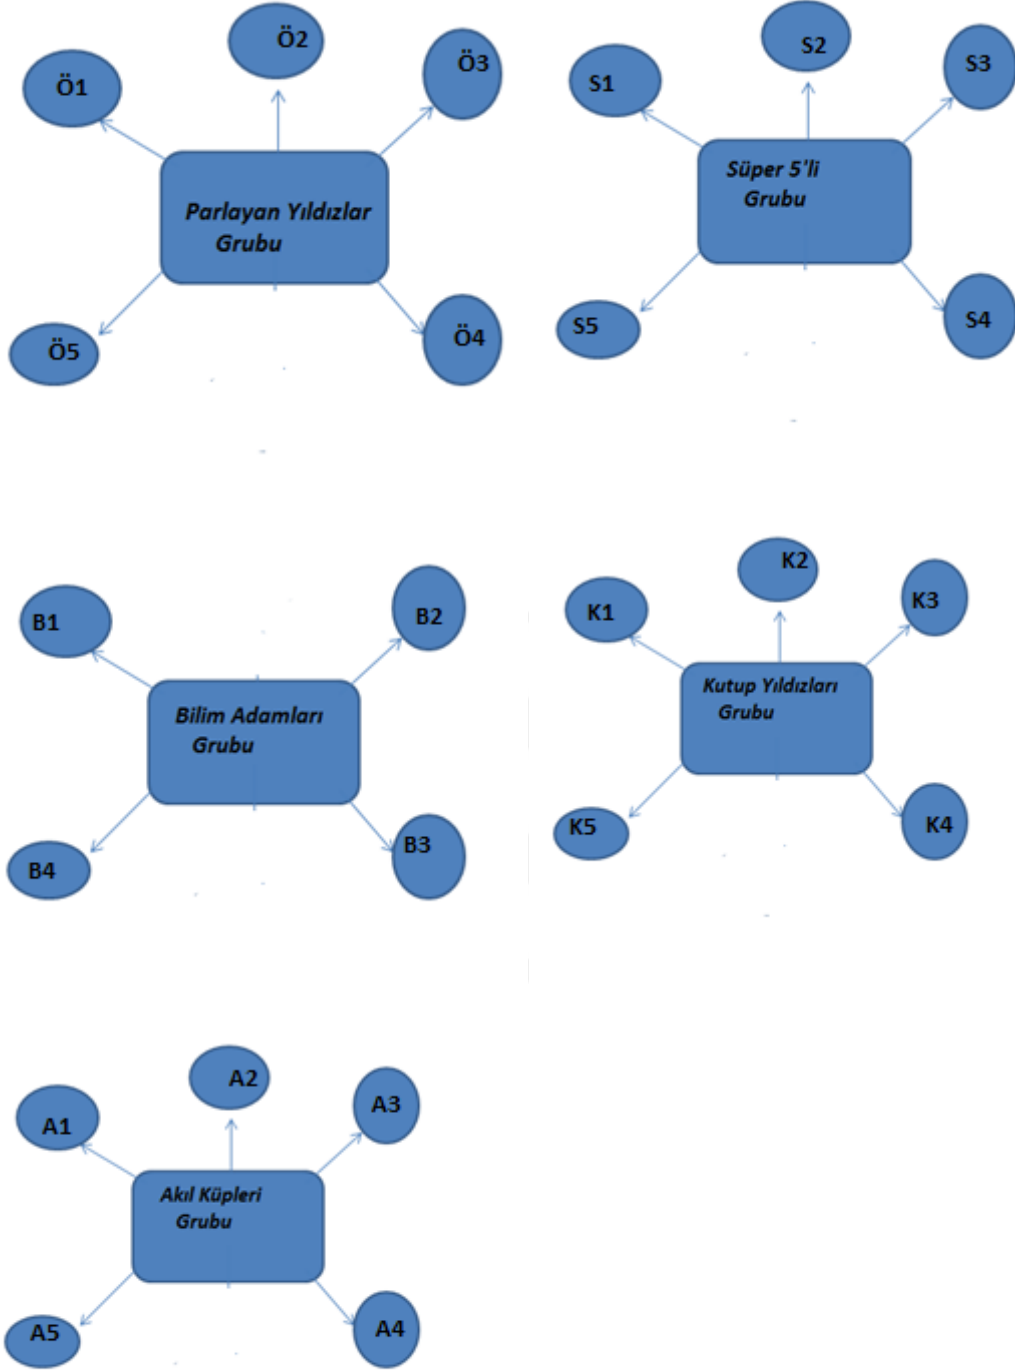 Ö1
Ö2
Ö3
Parlayan Yıldızlar
Grubu
Ö5
Ö4
S1
S2
S3
Süper 5'li
Grubu
S5
S4
B1
B2
Bilim Adamları
Grubu
B4
B3
K1
K2
K3
Kutup Yıldızları
Grubu
K5
K4
A1
A2
A3
Akıl Küpleri
Grubu
A5
A4